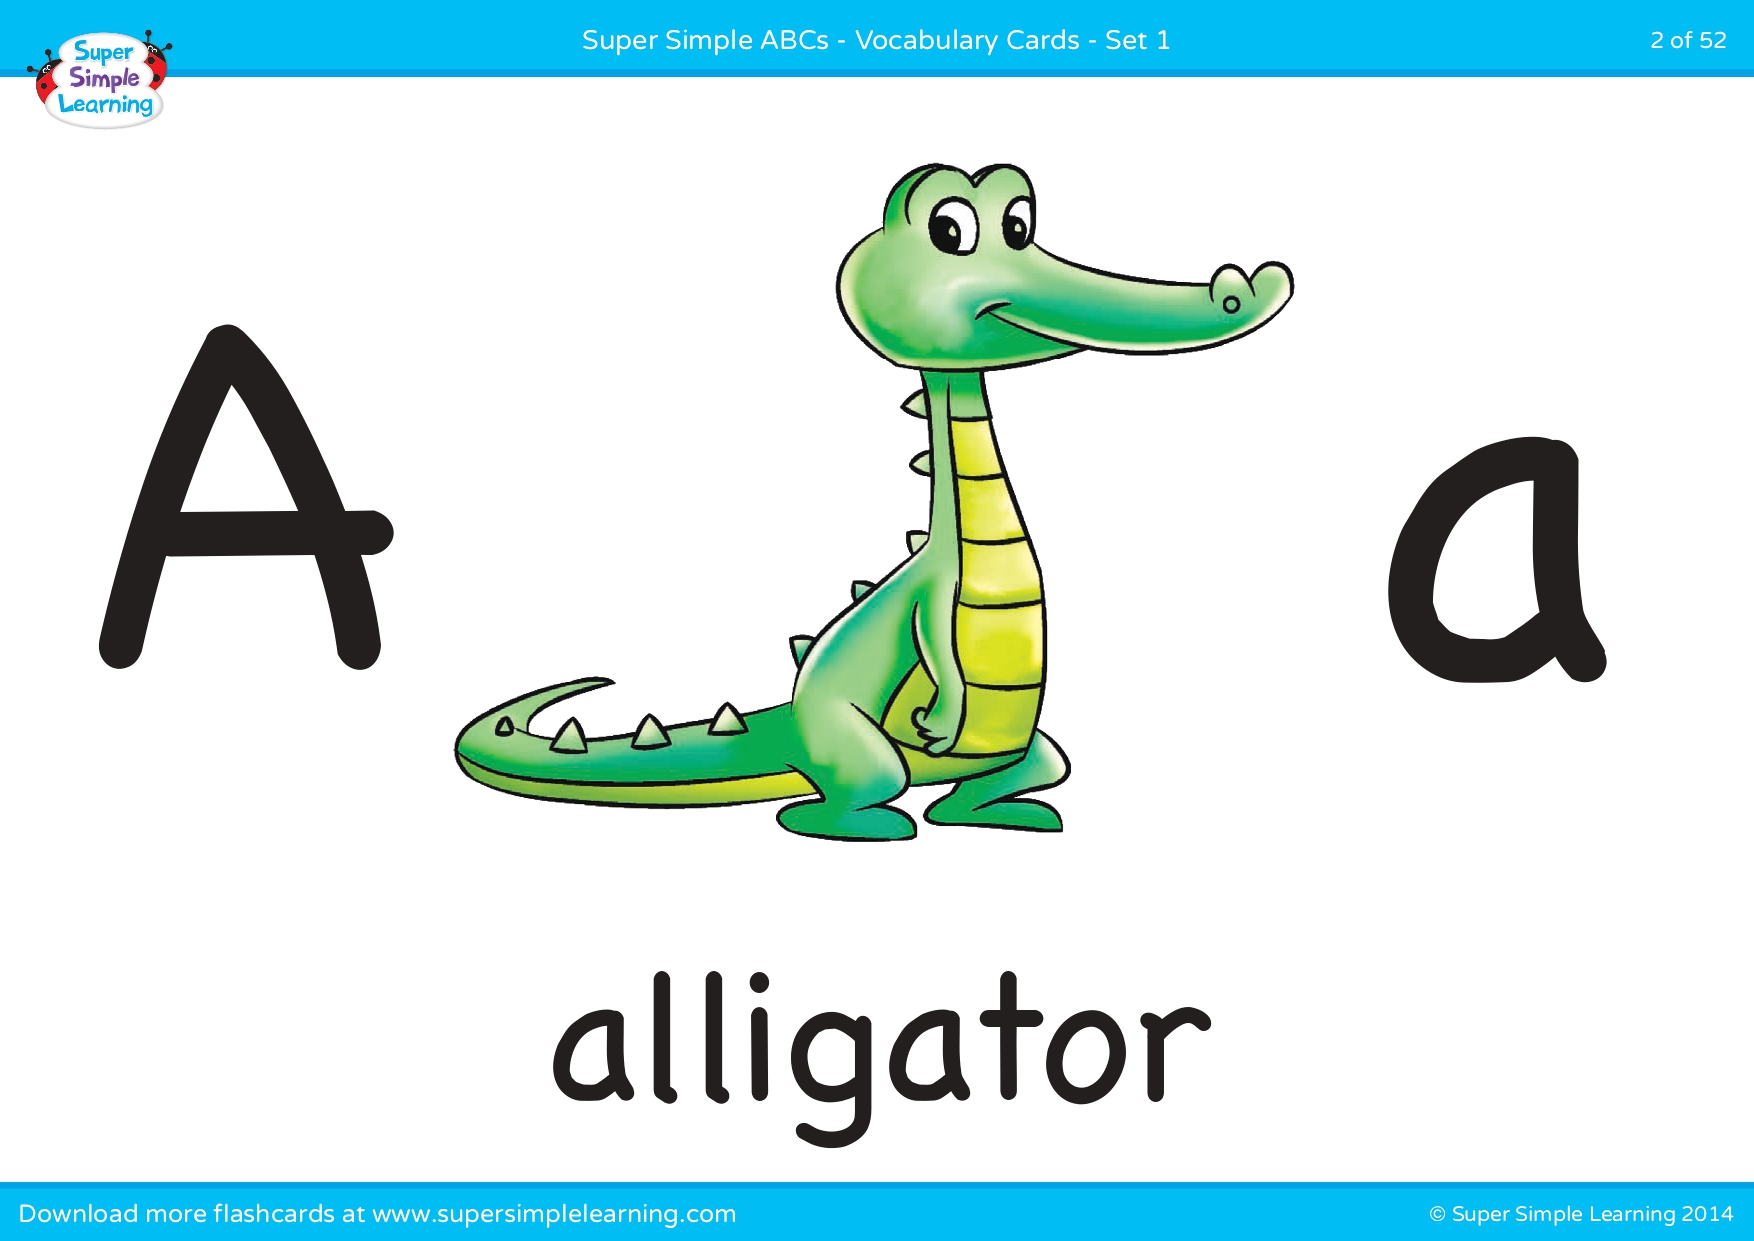 Super Simple ABCs - Vocabulary Cards - Set 1
2 of 52
Super
Simple
Learning
A
a
alligator
Download more flashcards at www.supersimplelearning.com
© Super Simple Learning 2014